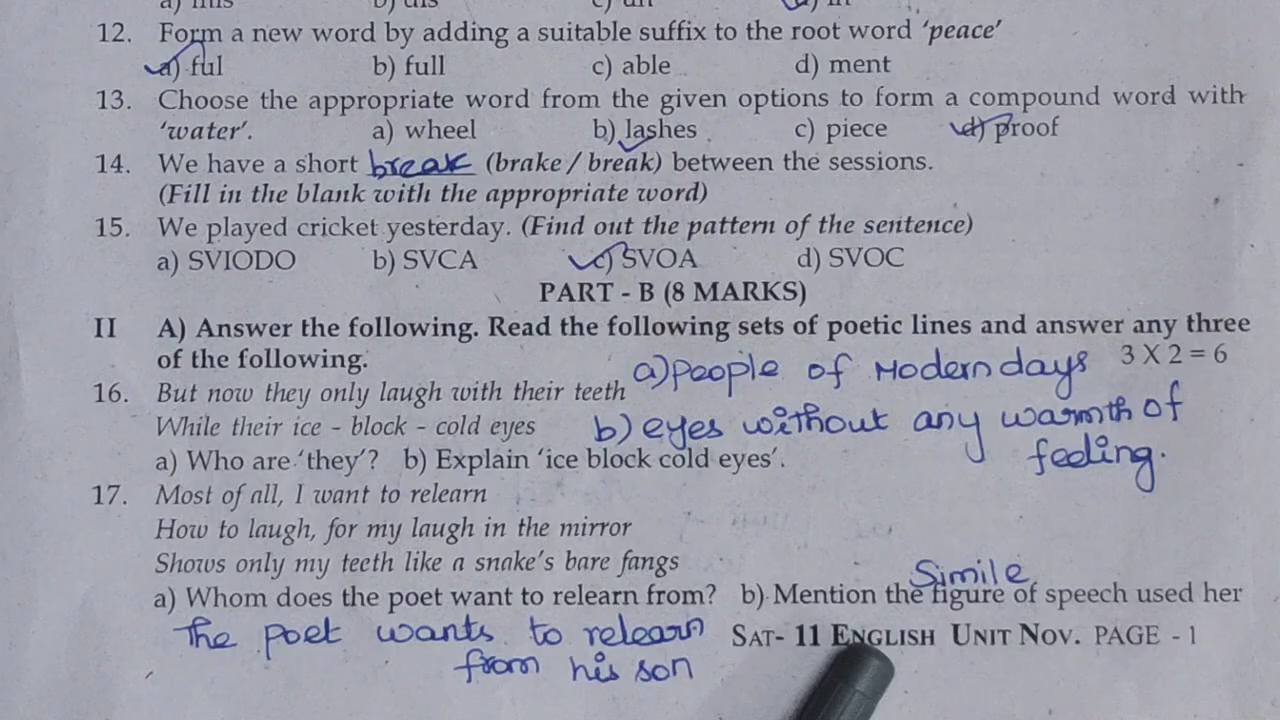 a) mis b) dis c) un d) in
12. Form a new word by adding a suitable suffix to the root word 'peace'
a) ful b) full c) able d) ment
13. Choose the appropriate word from the given options to form a compound word with
'water'. a) wheel b) lashes c) piece d) proof
14. We have a short break (brake / break) between the sessions.
(Fill in the blank with the appropriate word)
15. We played cricket yesterday. (Find out the pattern of the sentence)
a) SVIODO b) SVCA c) SVOA d) SVOC
PART - B (8 MARKS)
II A) Answer the following. Read the following sets of poetic lines and answer any three
of the following. 3 X 2 = 6
a) people of Modern days
16. But now they only laugh with their teeth
While their ice - block - cold eyes
b) eyes without any warmth of
feeling.
a) Who are 'they'? b) Explain 'ice block cold eyes'.
17. Most of all, I want to relearn
How to laugh, for my laugh in the mirror
Shows only my teeth like a snake's bare fangs
Simile
a) Whom does the poet want to relearn from? b) Mention the figure of speech used her
The poet wants to relearn
from his son
SAT- 11 ENGLISH UNIT NOV. PAGE - 1